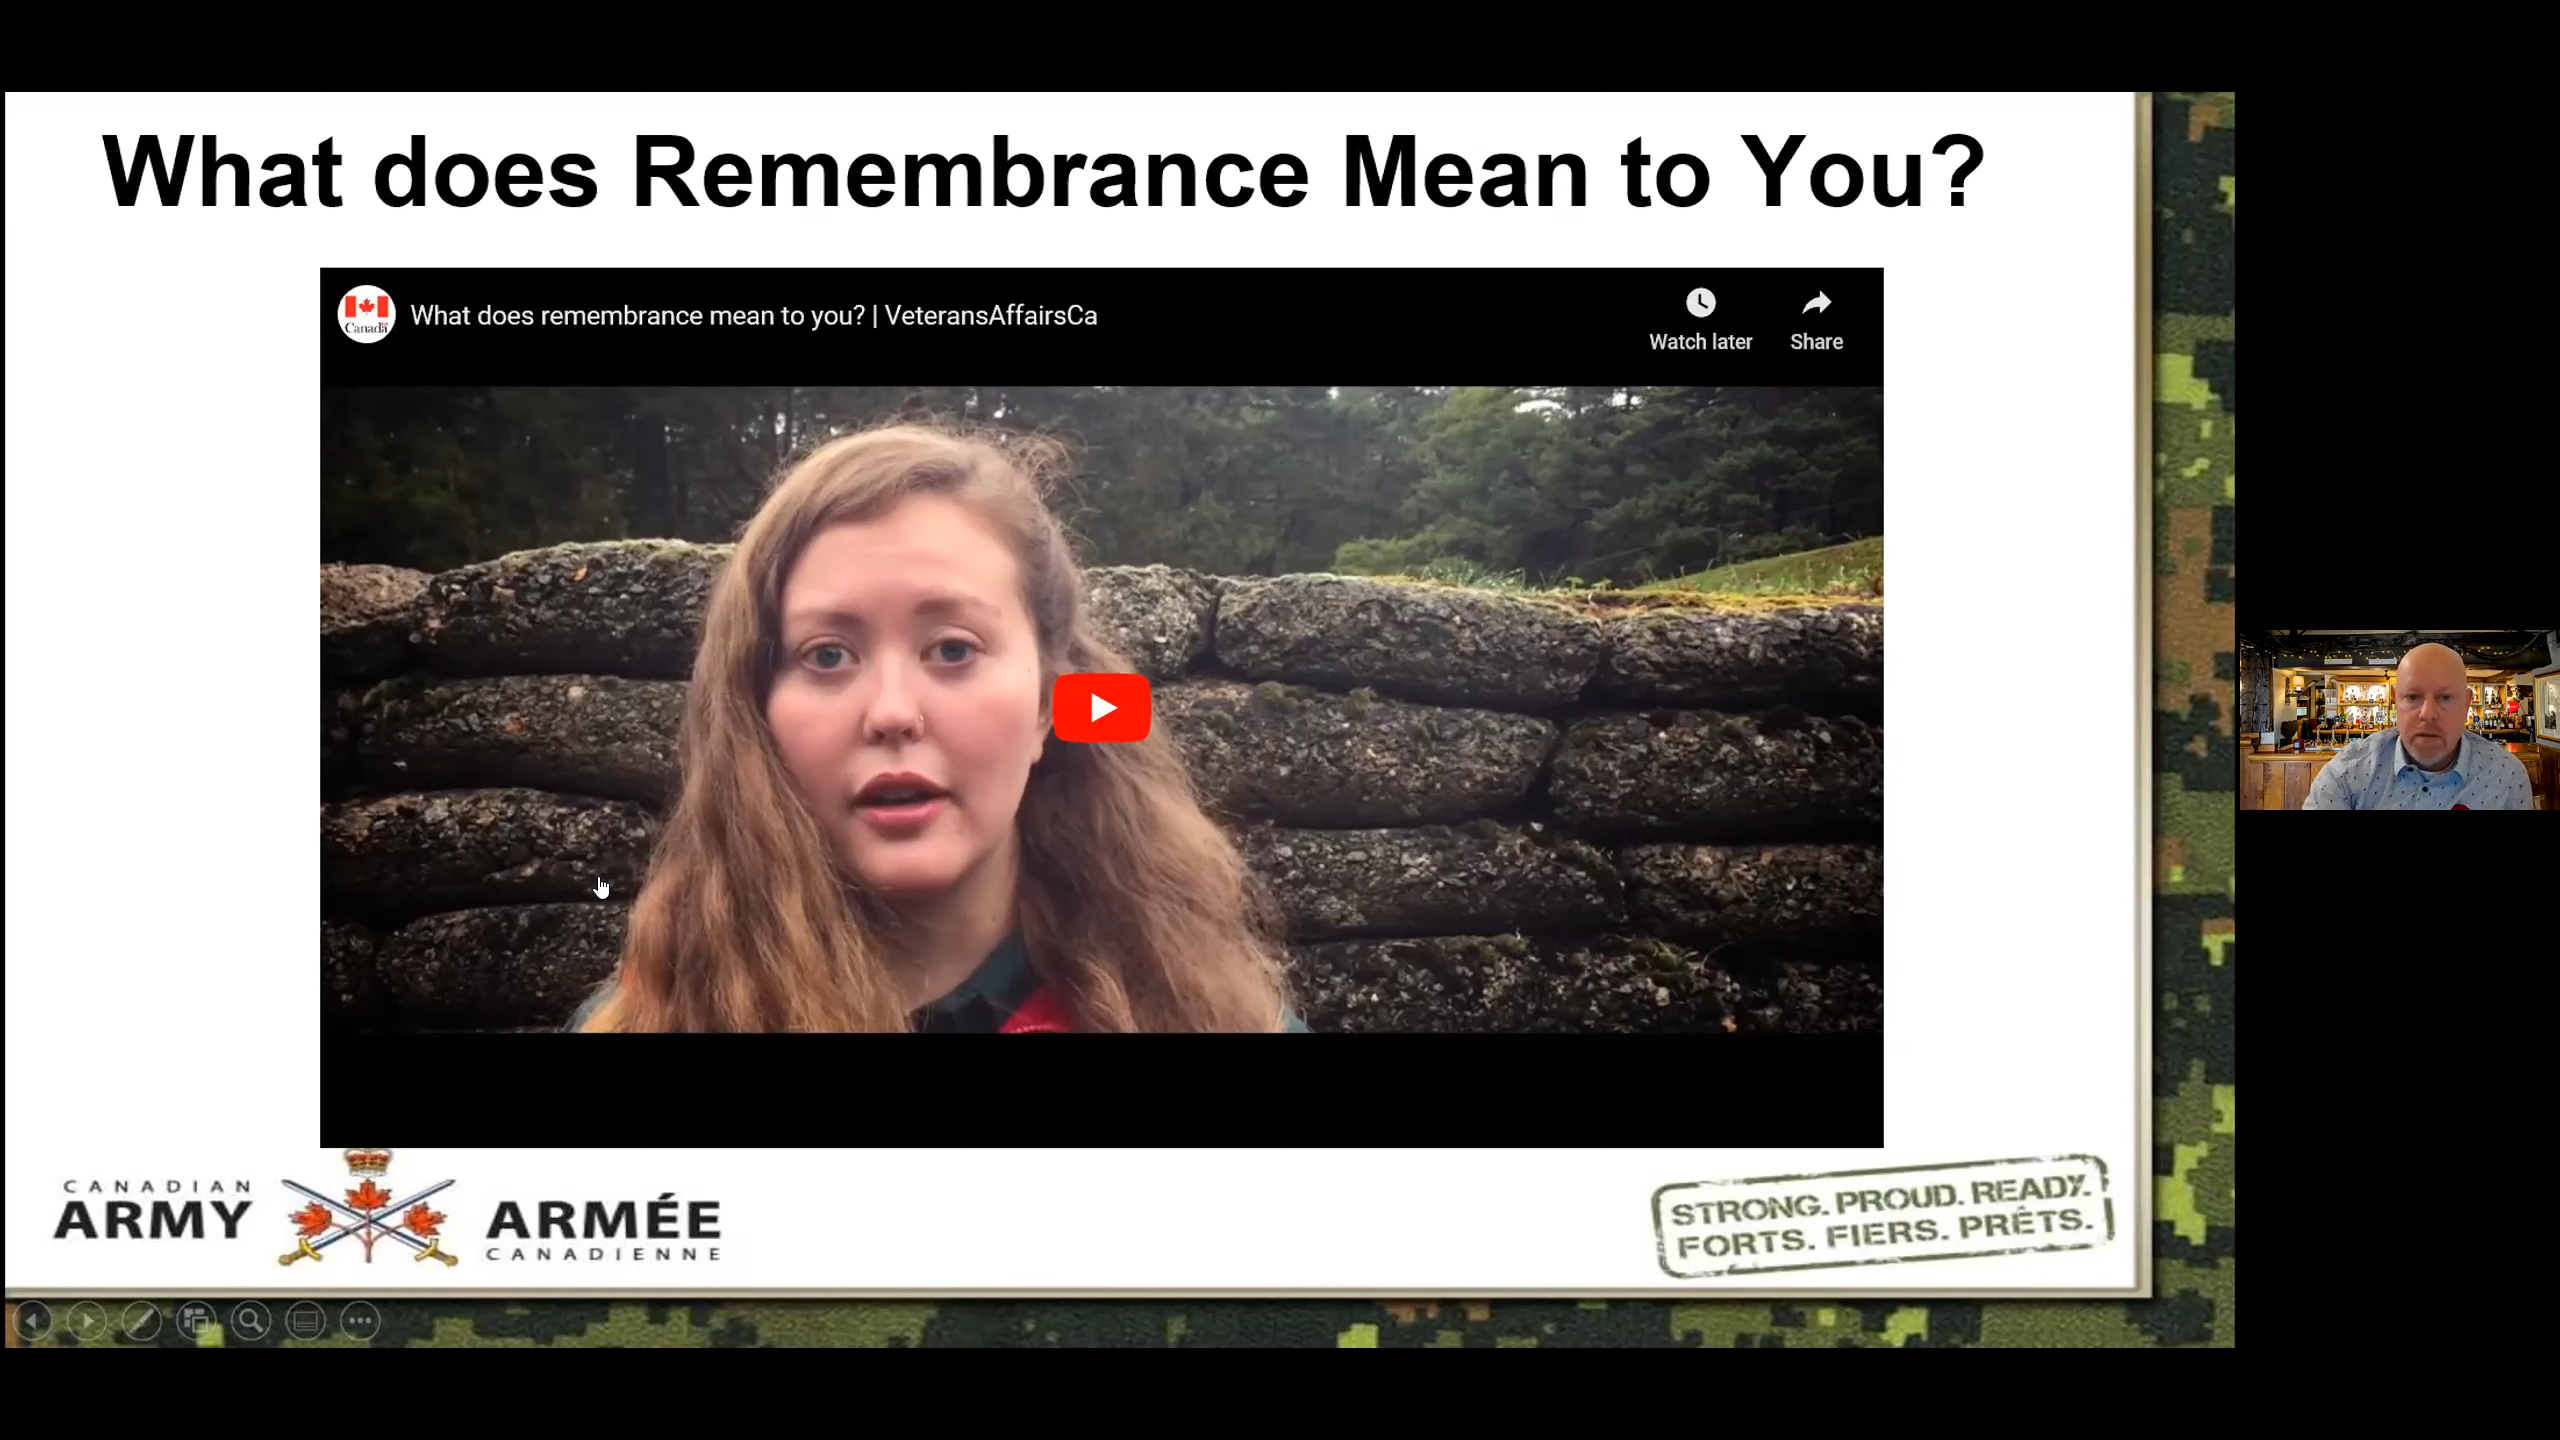 What does Remembrance Mean to You?
Canada
What does remembrance mean to you? | VeteransAffairsCa
Watch later
Share
CANADIAN
ARMY
ARMÉE
CANADIENNE
STRONG. PROUD. READY.
FORTS. FIERS. PRÊTS.